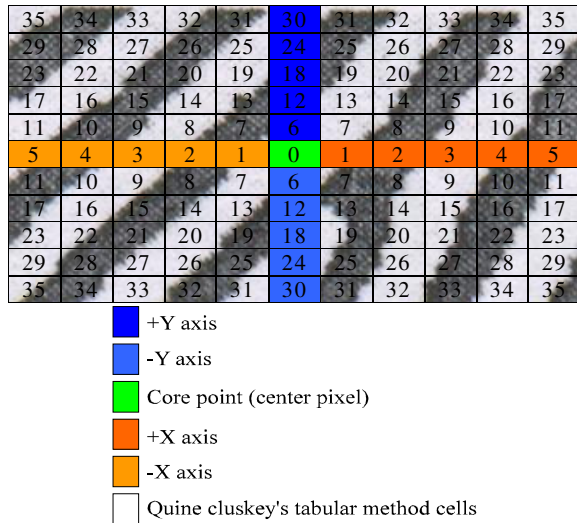 35 34 33 32 31 30 31 32 33 34 35
29 28 27 26 25 24 25 26 27 28 29
23 22 21 20 19 18 19 20 21 22 23
17 16 15 14 13 12 13 14 15 16 17
11 10 9 8 7 6 7 8 9 10 11
5 4 3 2 1 0 1 2 3 4 5
11 10 9 8 7 6 7 8 9 10 11
17 16 15 14 13 12 13 14 15 16 17
23 22 21 20 19 18 19 20 21 22 23
29 28 27 26 25 24 25 26 27 28 29
35 34 33 32 31 30 31 32 33 34 35
+Y axis
-Y axis
Core point (center pixel)
+X axis
-X axis
Quine cluskey's tabular method cells